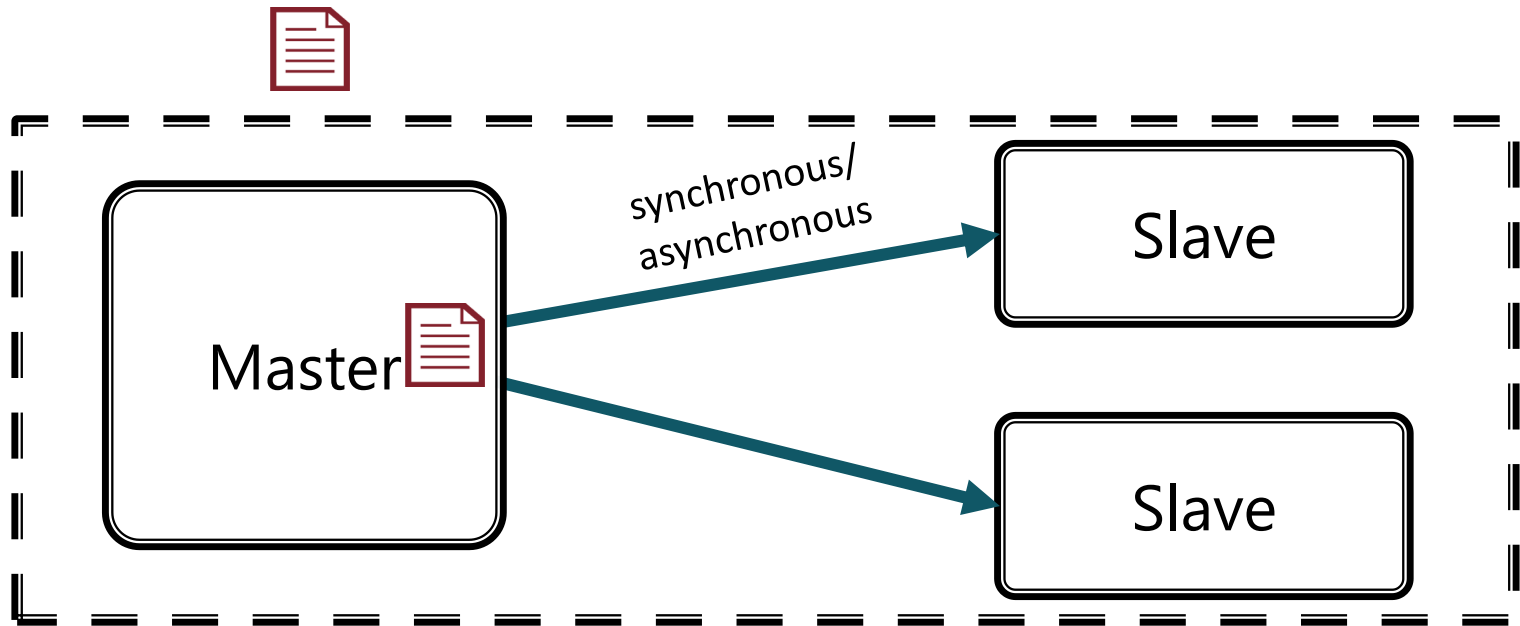 synchronous/
asynchronous
Master
Slave
Slave